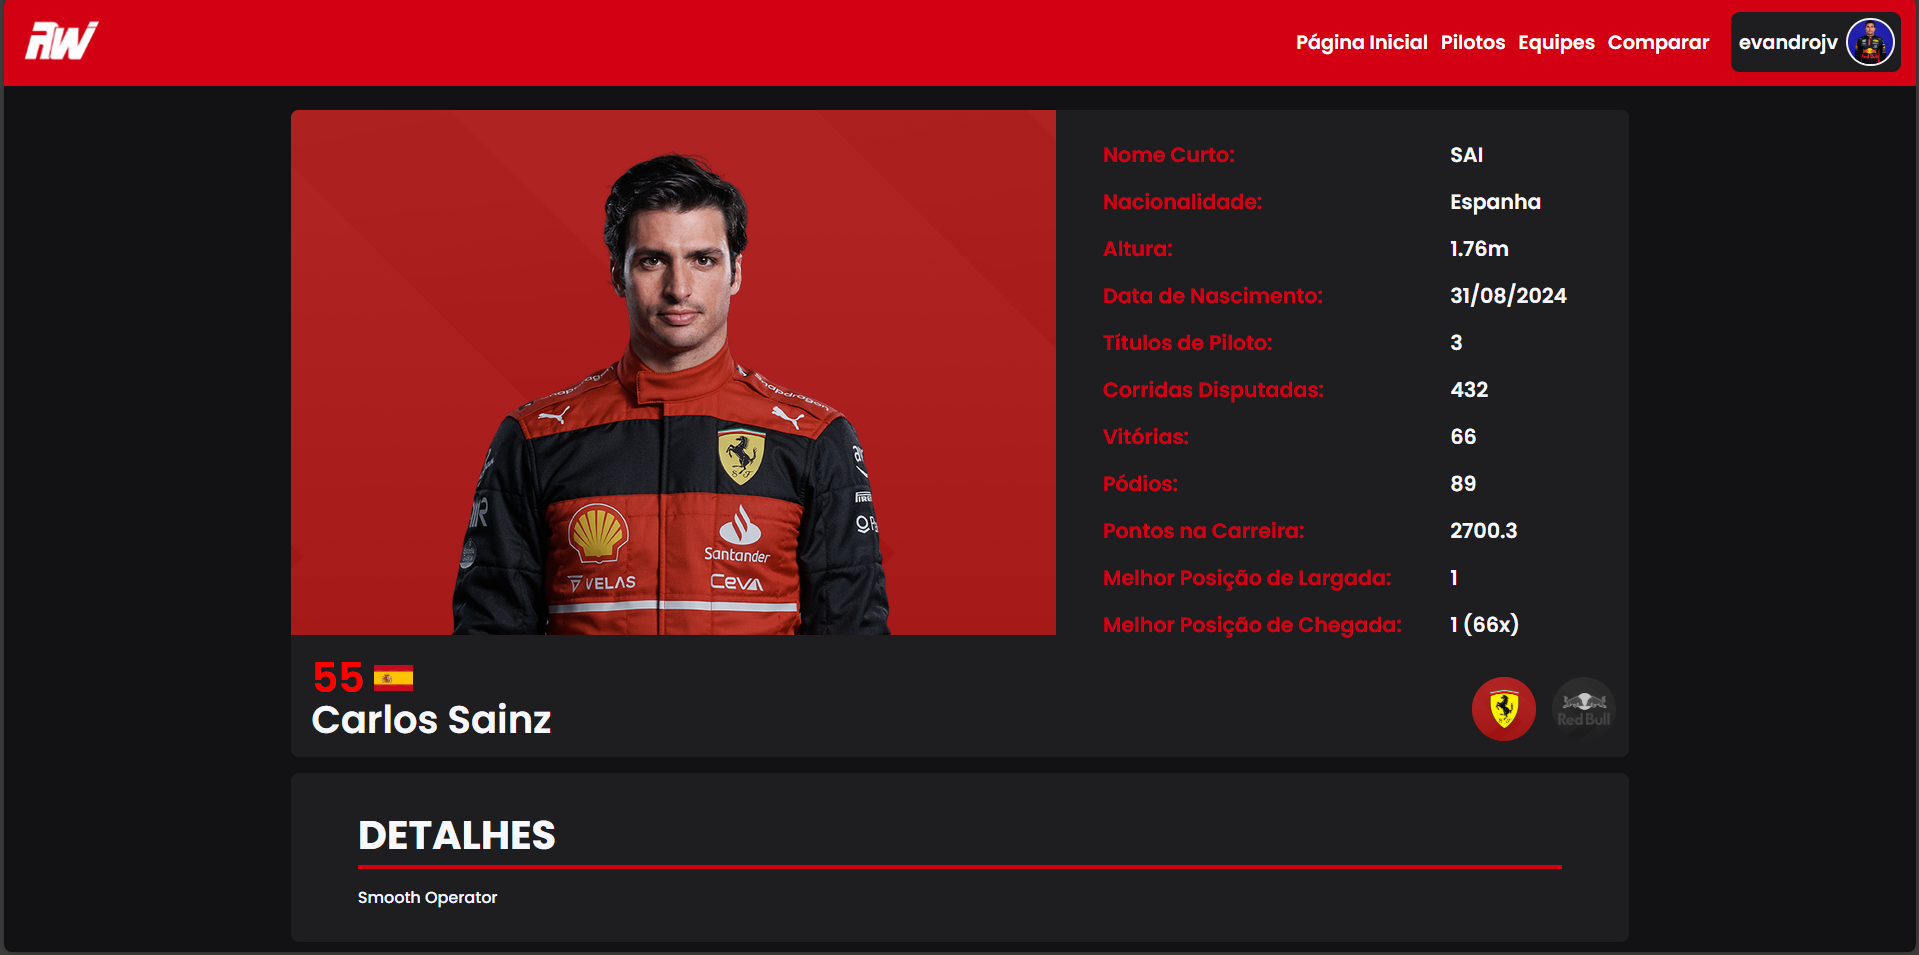 RW
Página Inicial Pilotos Equipes Comparar evandrojv
Nome Curto: SAI
Nacionalidade: Espanha
Altura: 1.76m
Data de Nascimento: 31/08/2024
Títulos de Piloto: 3
Corridas Disputadas: 432
Vitórias: 66
Pódios: 89
Pontos na Carreira: 2700.3
Melhor Posição de Largada: 1
Melhor Posição de Chegada: 1 (66x)
snapdragon
S F
Santander
VELAS
Ceva
55
Carlos Sainz
Red Bull
DETALHES
Smooth Operator